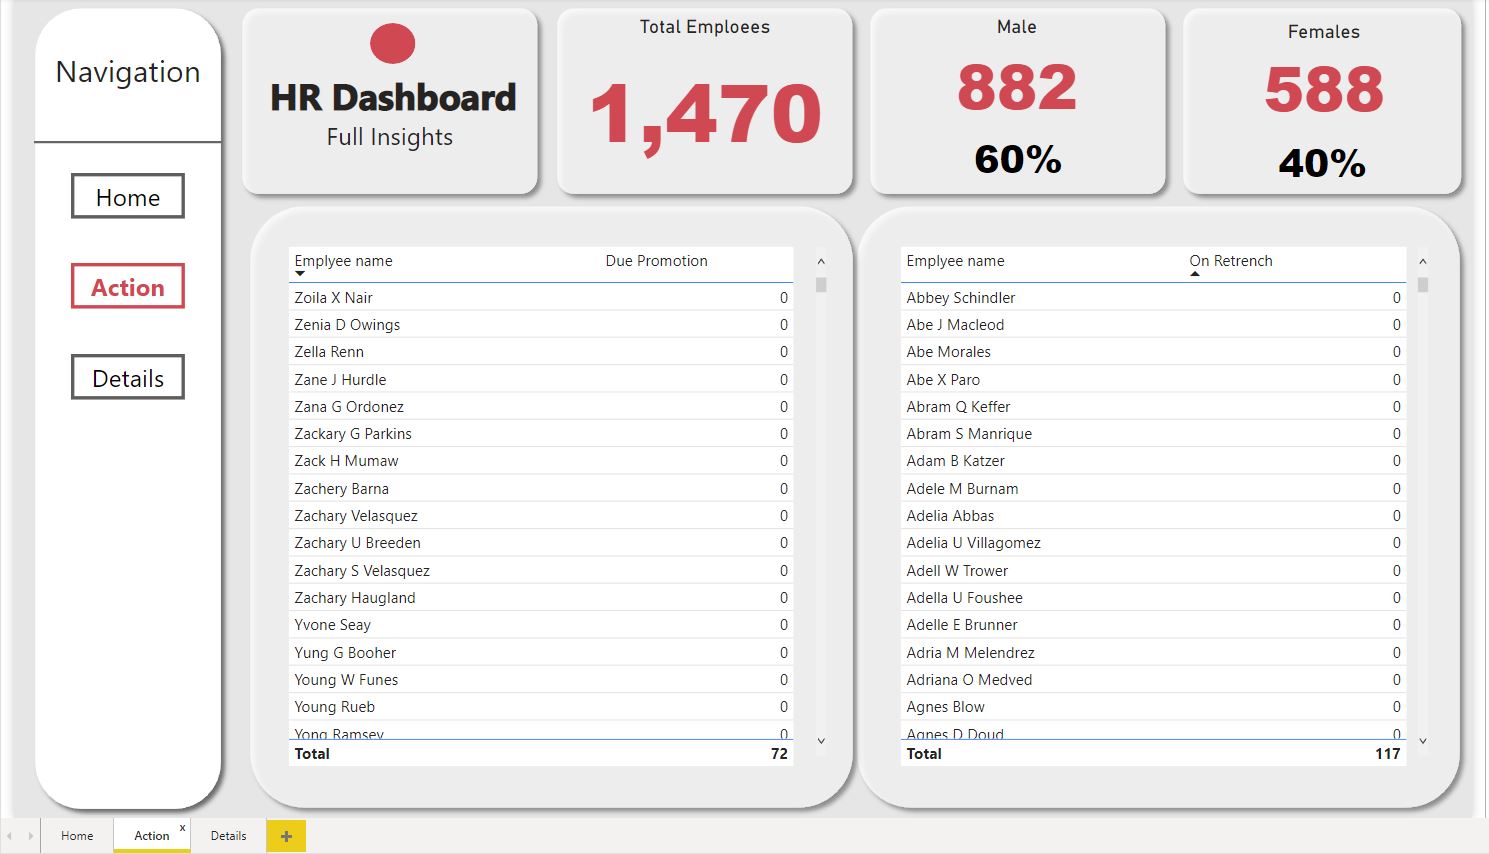 Navigation
Home
Action
Details
HR Dashboard
Full Insights
Total Emploees
1,470
Male
882
60%
Females
588
40%
Emplyee name Due Promotion
Zoila X Nair 0
Zenia D Owings 0
Zella Renn 0
Zane J Hurdle 0
Zana G Ordonez 0
Zackary G Parkins 0
Zack H Mumaw 0
Zachery Barna 0
Zachary Velasquez 0
Zachary U Breeden 0
Zachary S Velasquez 0
Zachary Haugland 0
Yvone Seay 0
Yung G Booher 0
Young W Funes 0
Young Rueb 0
Yong Ramsey 0
Total 72
Emplyee name On Retrench
Abbey Schindler 0
Abe J Macleod 0
Abe Morales 0
Abe X Paro 0
Abram Q Keffer 0
Abram S Manrique 0
Adam B Katzer 0
Adele M Burnam 0
Adelia Abbas 0
Adelia U Villagomez 0
Adell W Trower 0
Adella U Foushee 0
Adelle E Brunner 0
Adria M Melendrez 0
Adriana O Medved 0
Agnes Blow 0
Agnes D Doud 0
Total 117
Home Action x Details +